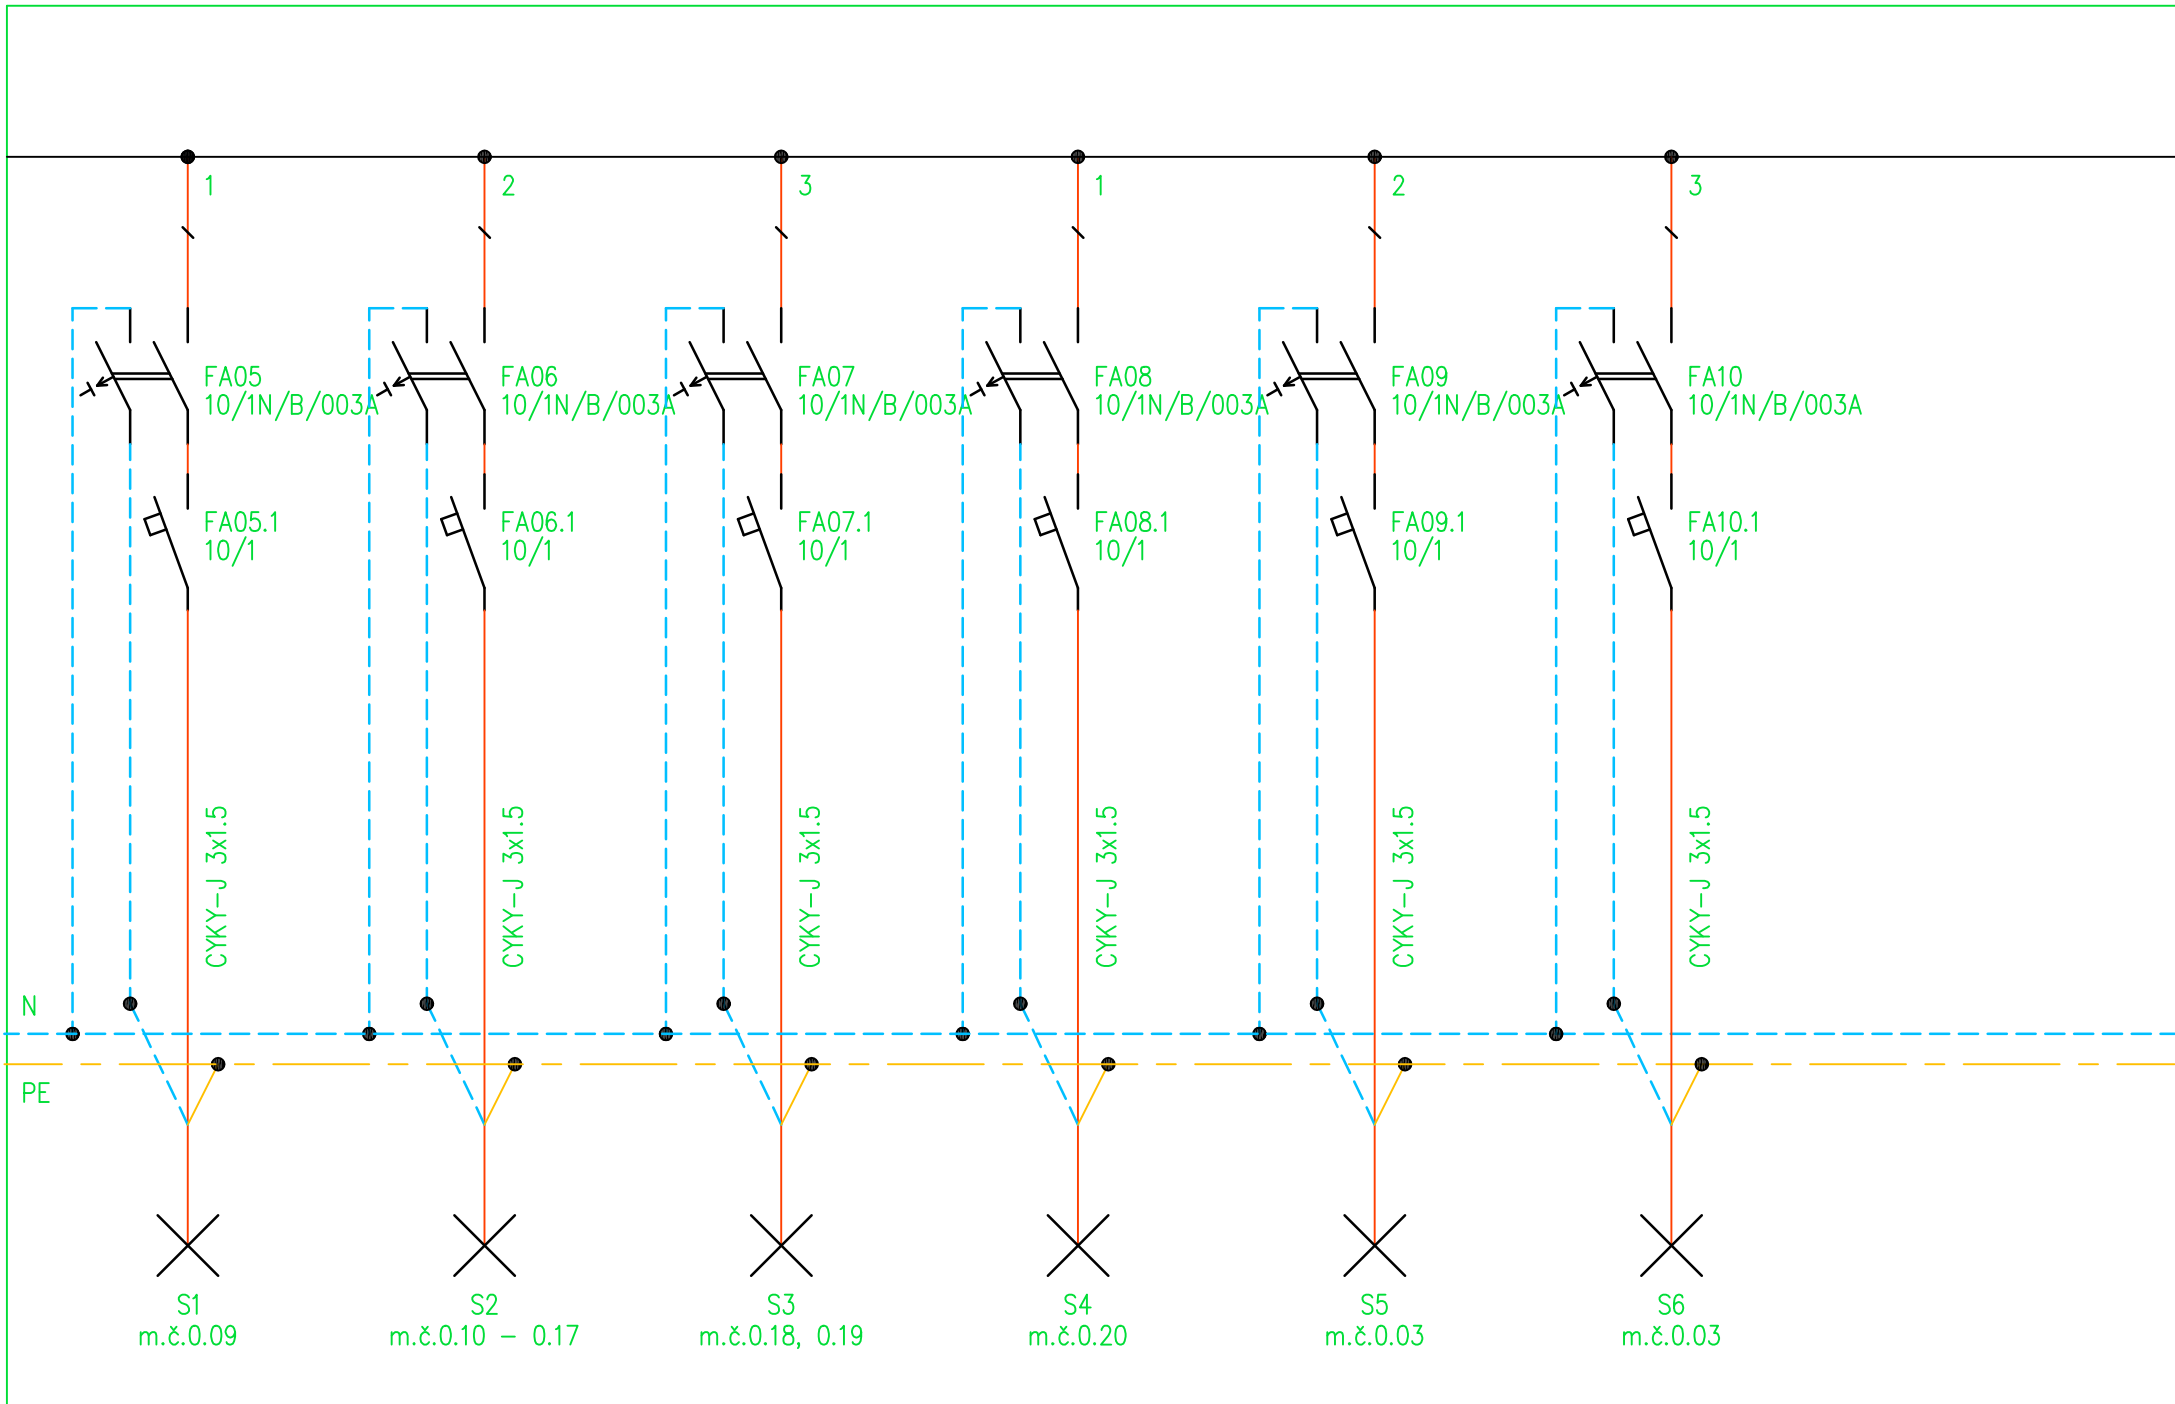 1
2
3
1
2
3
FA05
10/1N/B/003A
FA06
10/1N/B/003A
FA07
10/1N/B/003A
FA08
10/1N/B/003A
FA09
10/1N/B/003A
FA10
10/1N/B/003A
FA05.1
10/1
FA06.1
10/1
FA07.1
10/1
FA08.1
10/1
FA09.1
10/1
FA10.1
10/1
CYKY-J 3x1.5
CYKY-J 3x1.5
CYKY-J 3x1.5
CYKY-J 3x1.5
CYKY-J 3x1.5
CYKY-J 3x1.5
N
PE
S1
m.č.0.09
S2
m.č.0.10 - 0.17
S3
m.č.0.18, 0.19
S4
m.č.0.20
S5
m.č.0.03
S6
m.č.0.03